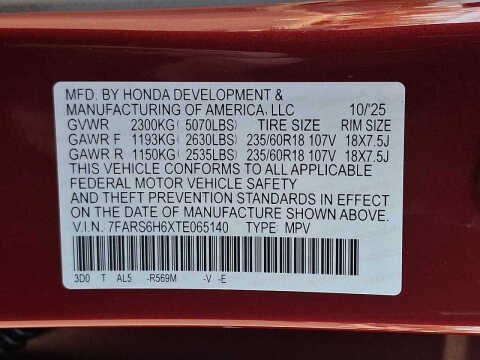 MFD. BY HONDA DEVELOPMENT &
MANUFACTURING OF AMERICA, LLC 10/'25
GVWR 2300KG( 5070LBS) TIRE SIZE RIM SIZE
GAWR F 1193KG( 2630LBS) 235/60R18 107V 18X7.5J
GAWR R 1150KG( 2535LBS) 235/60R18 107V 18X7.5J
THIS VEHICLE CONFORMS TO ALL APPLICABLE
FEDERAL MOTOR VEHICLE SAFETY
AND THEFT PREVENTION STANDARDS IN EFFECT
ON THE DATE OF MANUFACTURE SHOWN ABOVE.
V.I.N. 7FARS6H6XTE065140 TYPE: MPV
3D0 T AL5 -R569M -V -E